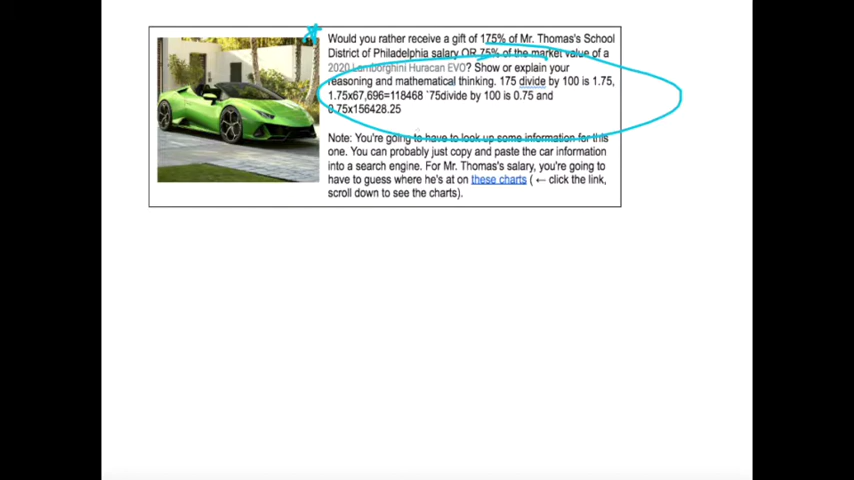 Would you rather receive a gift of 175% of Mr. Thomas's School
District of Philadelphia salary OR 75% of the market value of a
2020 Lamborghini Huracan EVO? Show or explain your
reasoning and mathematical thinking. 175 divide by 100 is 1.75,
1.75x67,696=118468 `75divide by 100 is 0.75 and
0.75x156428.25
Note: You're going to have to look up some information for this
one. You can probably just copy and paste the car information
into a search engine. For Mr. Thomas's salary, you're going to
have to guess where he's at on these charts ( ← click the link,
scroll down to see the charts).